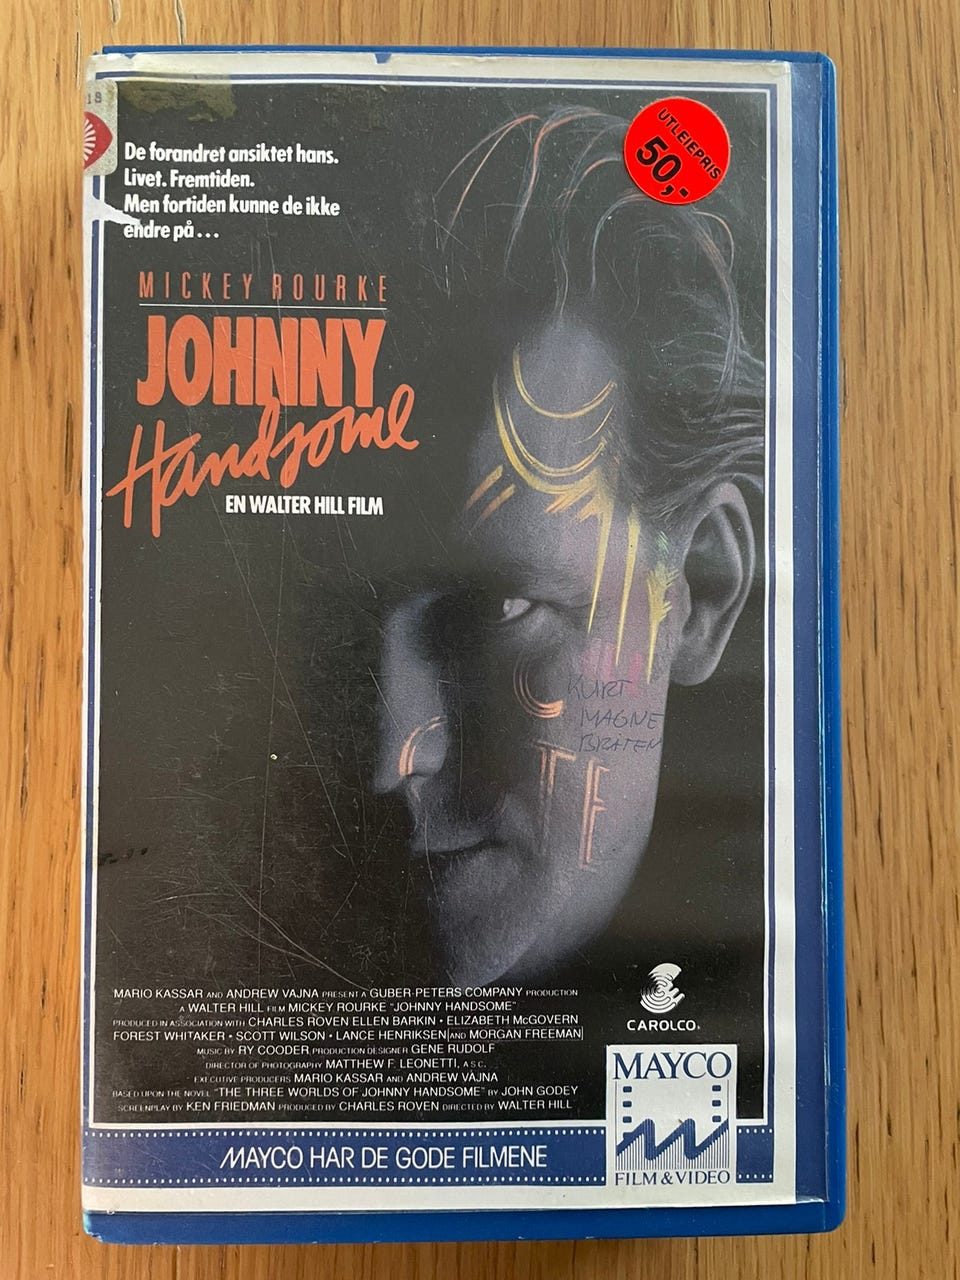 18
De forandret ansiktet hans.
Livet. Fremtiden.
Men fortiden kunne de ikke
endre på...
UTLEIEPRIS
50,-
MICKEY ROURKE
JOHNNY
Handsome
EN WALTER HILL FILM
KURT
MAGNE
BRÅTEN
C
TE
MARIO KASSAR AND ANDREW VAJNA PRESENT A GUBER-PETERS COMPANY PRODUCTION
A WALTER HILL FILM MICKEY ROURKE "JOHNNY HANDSOME"
PRODUCED IN ASSOCIATION WITH CHARLES ROVEN ELLEN BARKIN • ELIZABETH McGOVERN
FOREST WHITAKER • SCOTT WILSON • LANCE HENRIKSEN AND MORGAN FREEMAN
MUSIC BY RY COODER PRODUCTION DESIGNER GENE RUDOLF
DIRECTOR OF PHOTOGRAPHY MATTHEW F. LEONETTI, A.S.C.
EXECUTIVE PRODUCERS MARIO KASSAR AND ANDREW VAJNA
BASED UPON THE NOVEL "THE THREE WORLDS OF JOHNNY HANDSOME" BY JOHN GODEY
SCREENPLAY BY KEN FRIEDMAN PRODUCED BY CHARLES ROVEN DIRECTED BY WALTER HILL
CAROLCO
MAYCO
FILM & VIDEO
MAYCO HAR DE GODE FILMENE